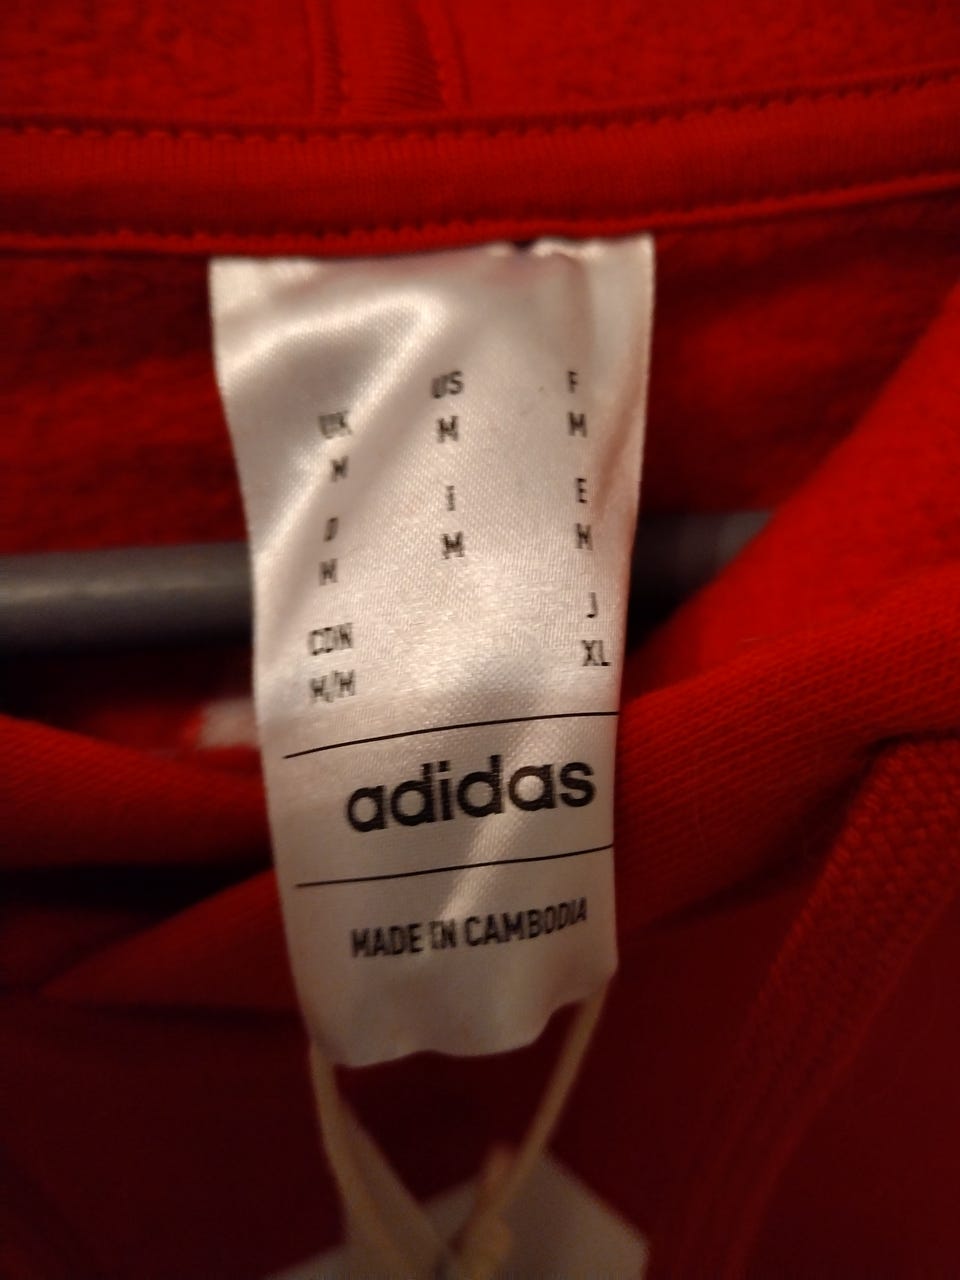 UK US F
M M M
D I E
M M M
CDN J
M/M XL
adidas
MADE IN CAMBODIA